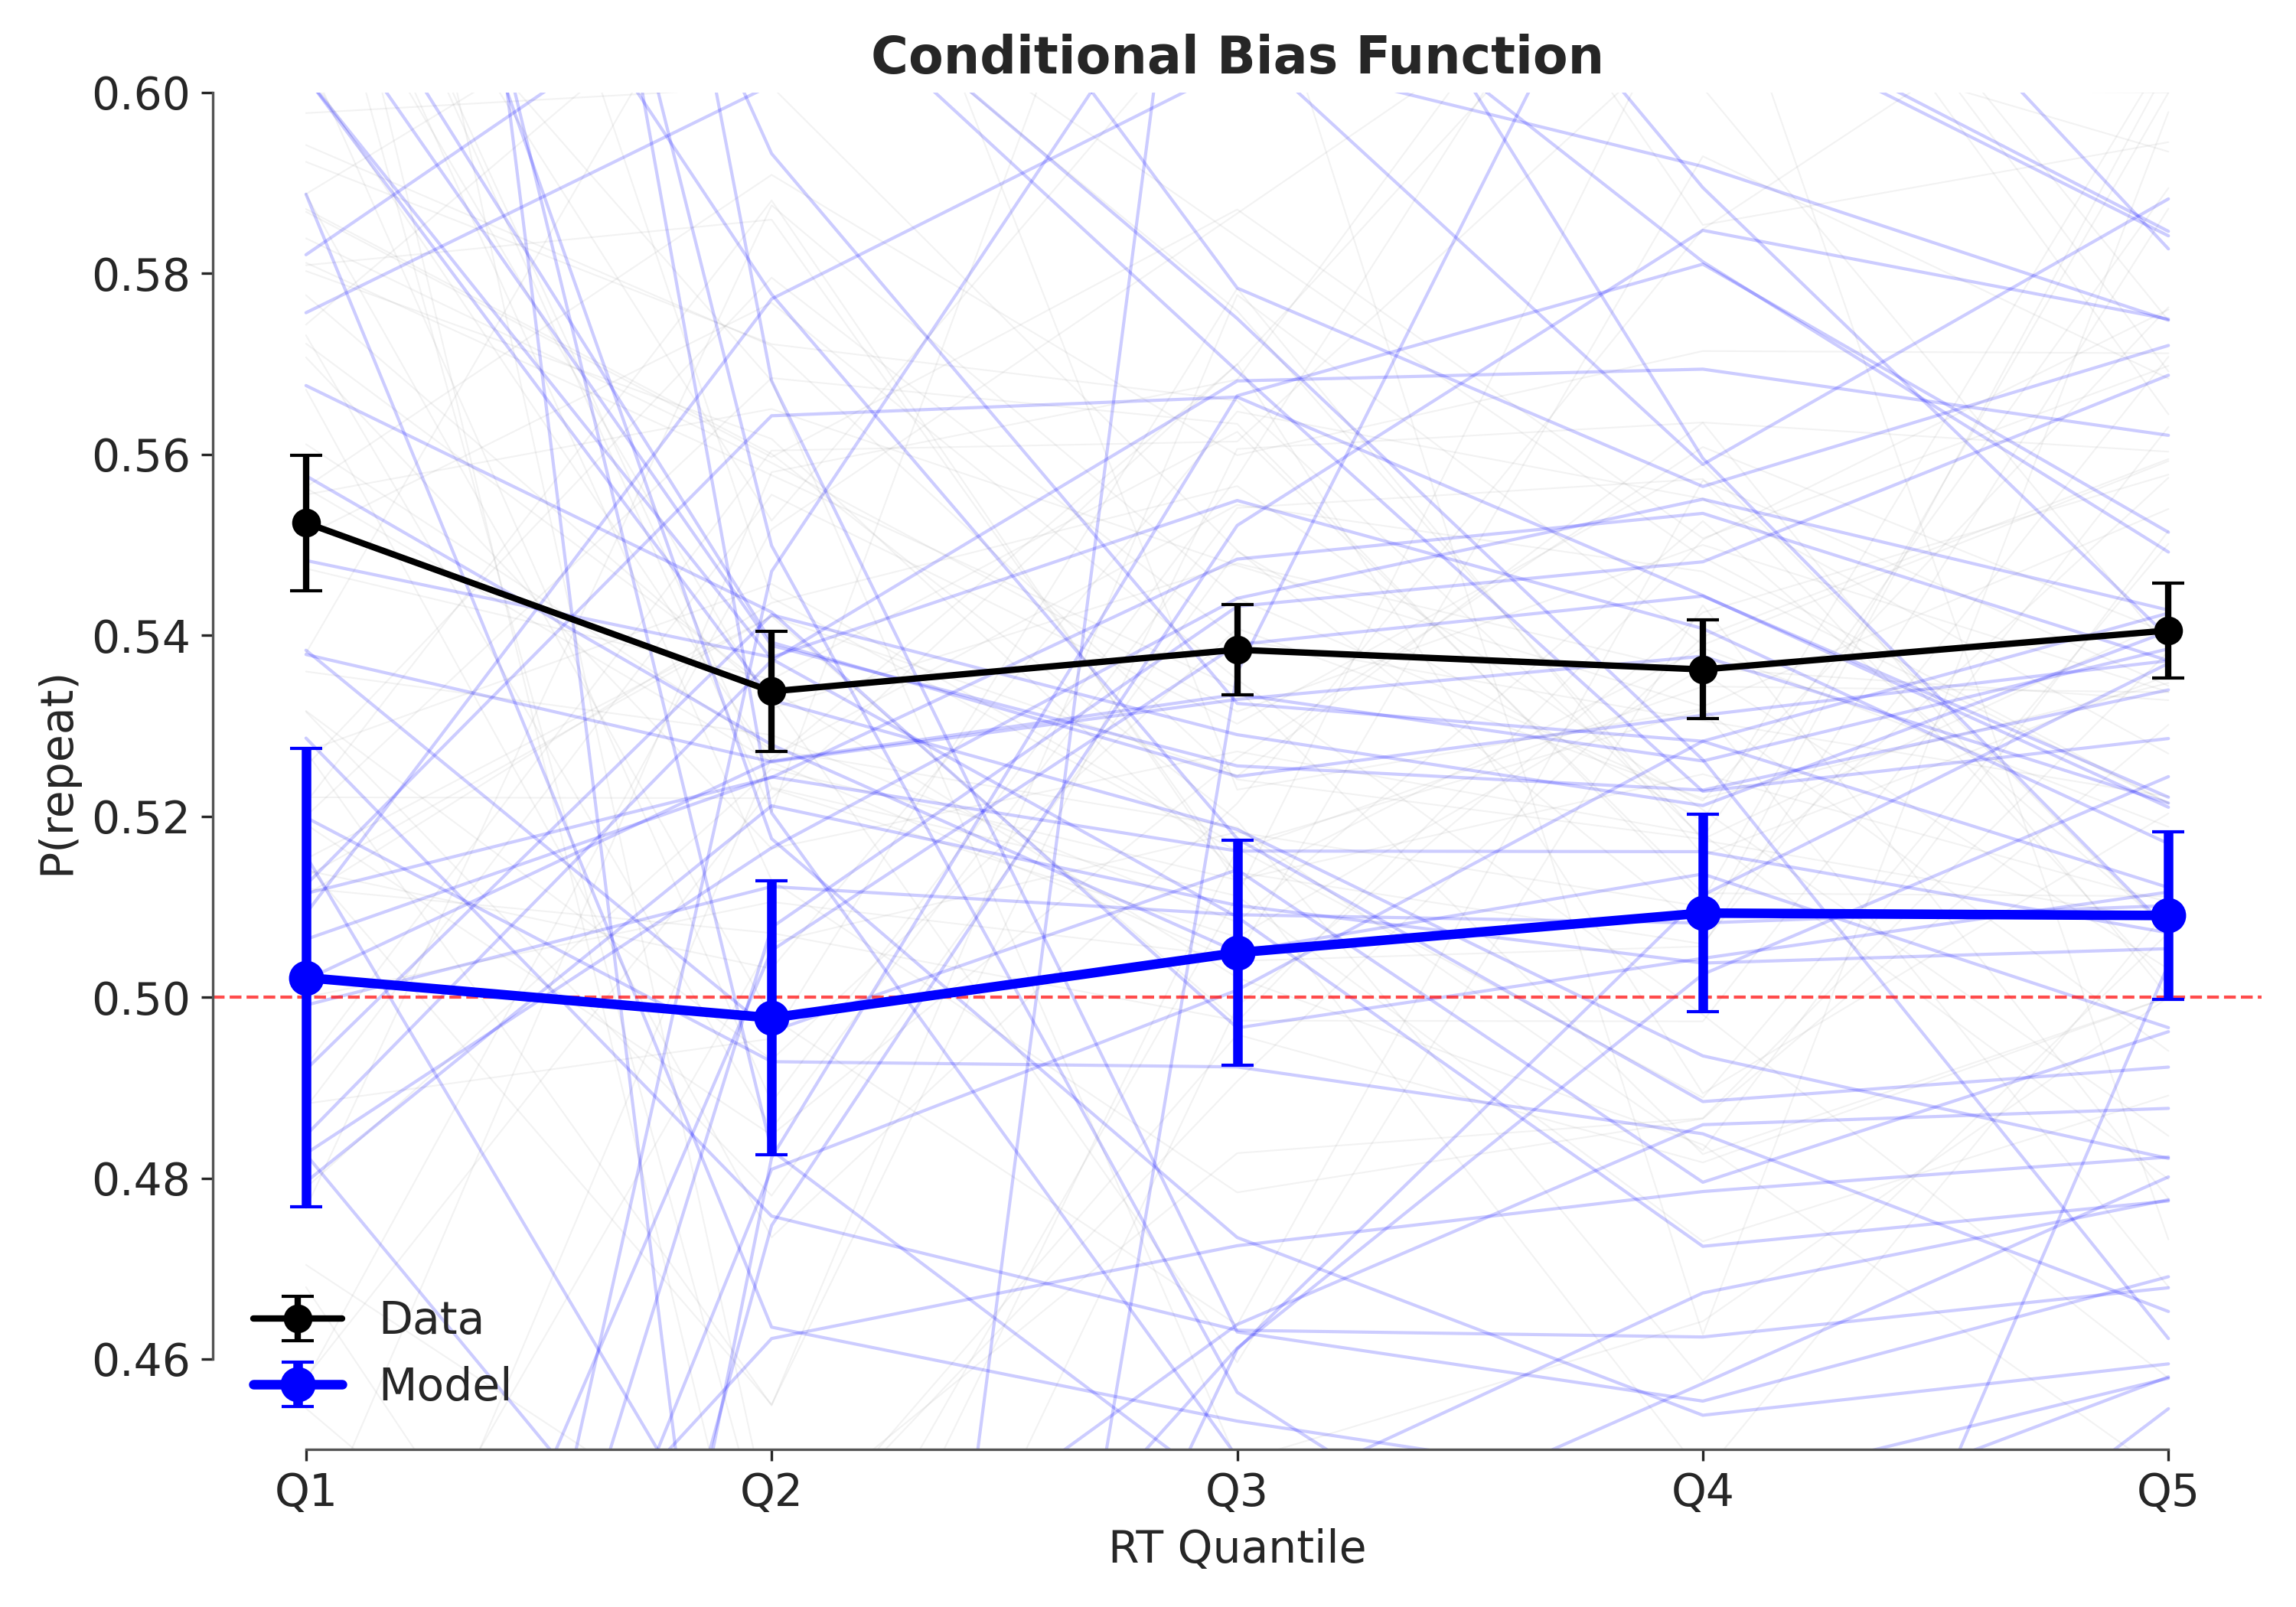 Conditional Bias Function
0.60
0.58
0.56
0.54
0.52
0.50
0.48
0.46
P(repeat)
Data
Model
Q1 Q2 Q3 Q4 Q5
RT Quantile